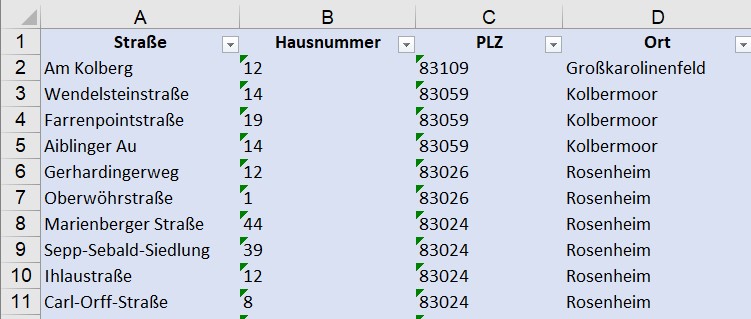 A B C D
1 Straße Hausnummer PLZ Ort
2 Am Kolberg 12 83109 Großkarolinenfeld
3 Wendelsteinstraße 14 83059 Kolbermoor
4 Farrenpointstraße 19 83059 Kolbermoor
5 Aiblinger Au 14 83059 Kolbermoor
6 Gerhardingerweg 12 83026 Rosenheim
7 Oberwöhrstraße 1 83026 Rosenheim
8 Marienberger Straße 44 83024 Rosenheim
9 Sepp-Sebald-Siedlung 39 83024 Rosenheim
10 Ihlaustraße 12 83024 Rosenheim
11 Carl-Orff-Straße 8 83024 Rosenheim